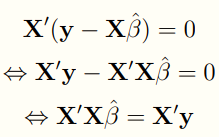 X′(y − Xβ̂) = 0
⇔ X′y − X′Xβ̂ = 0
⇔ X′Xβ̂ = X′y